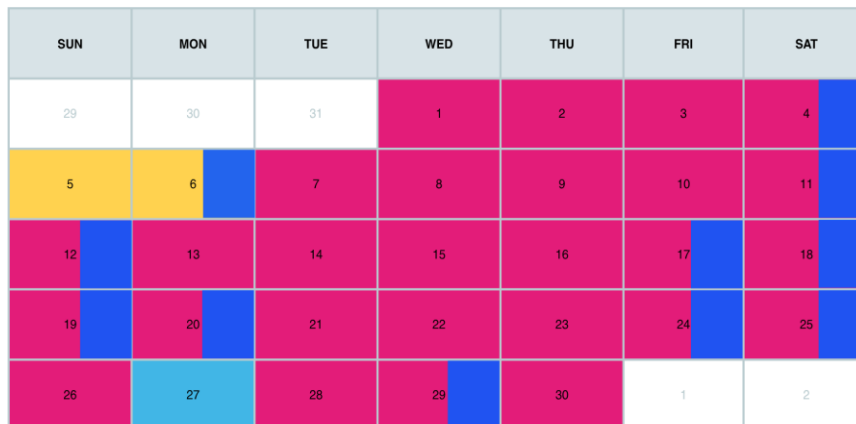 SUN MON TUE WED THU FRI SAT
29 30 31 1 2 3 4
5 6 7 8 9 10 11
12 13 14 15 16 17 18
19 20 21 22 23 24 25
26 27 28 29 30 1 2